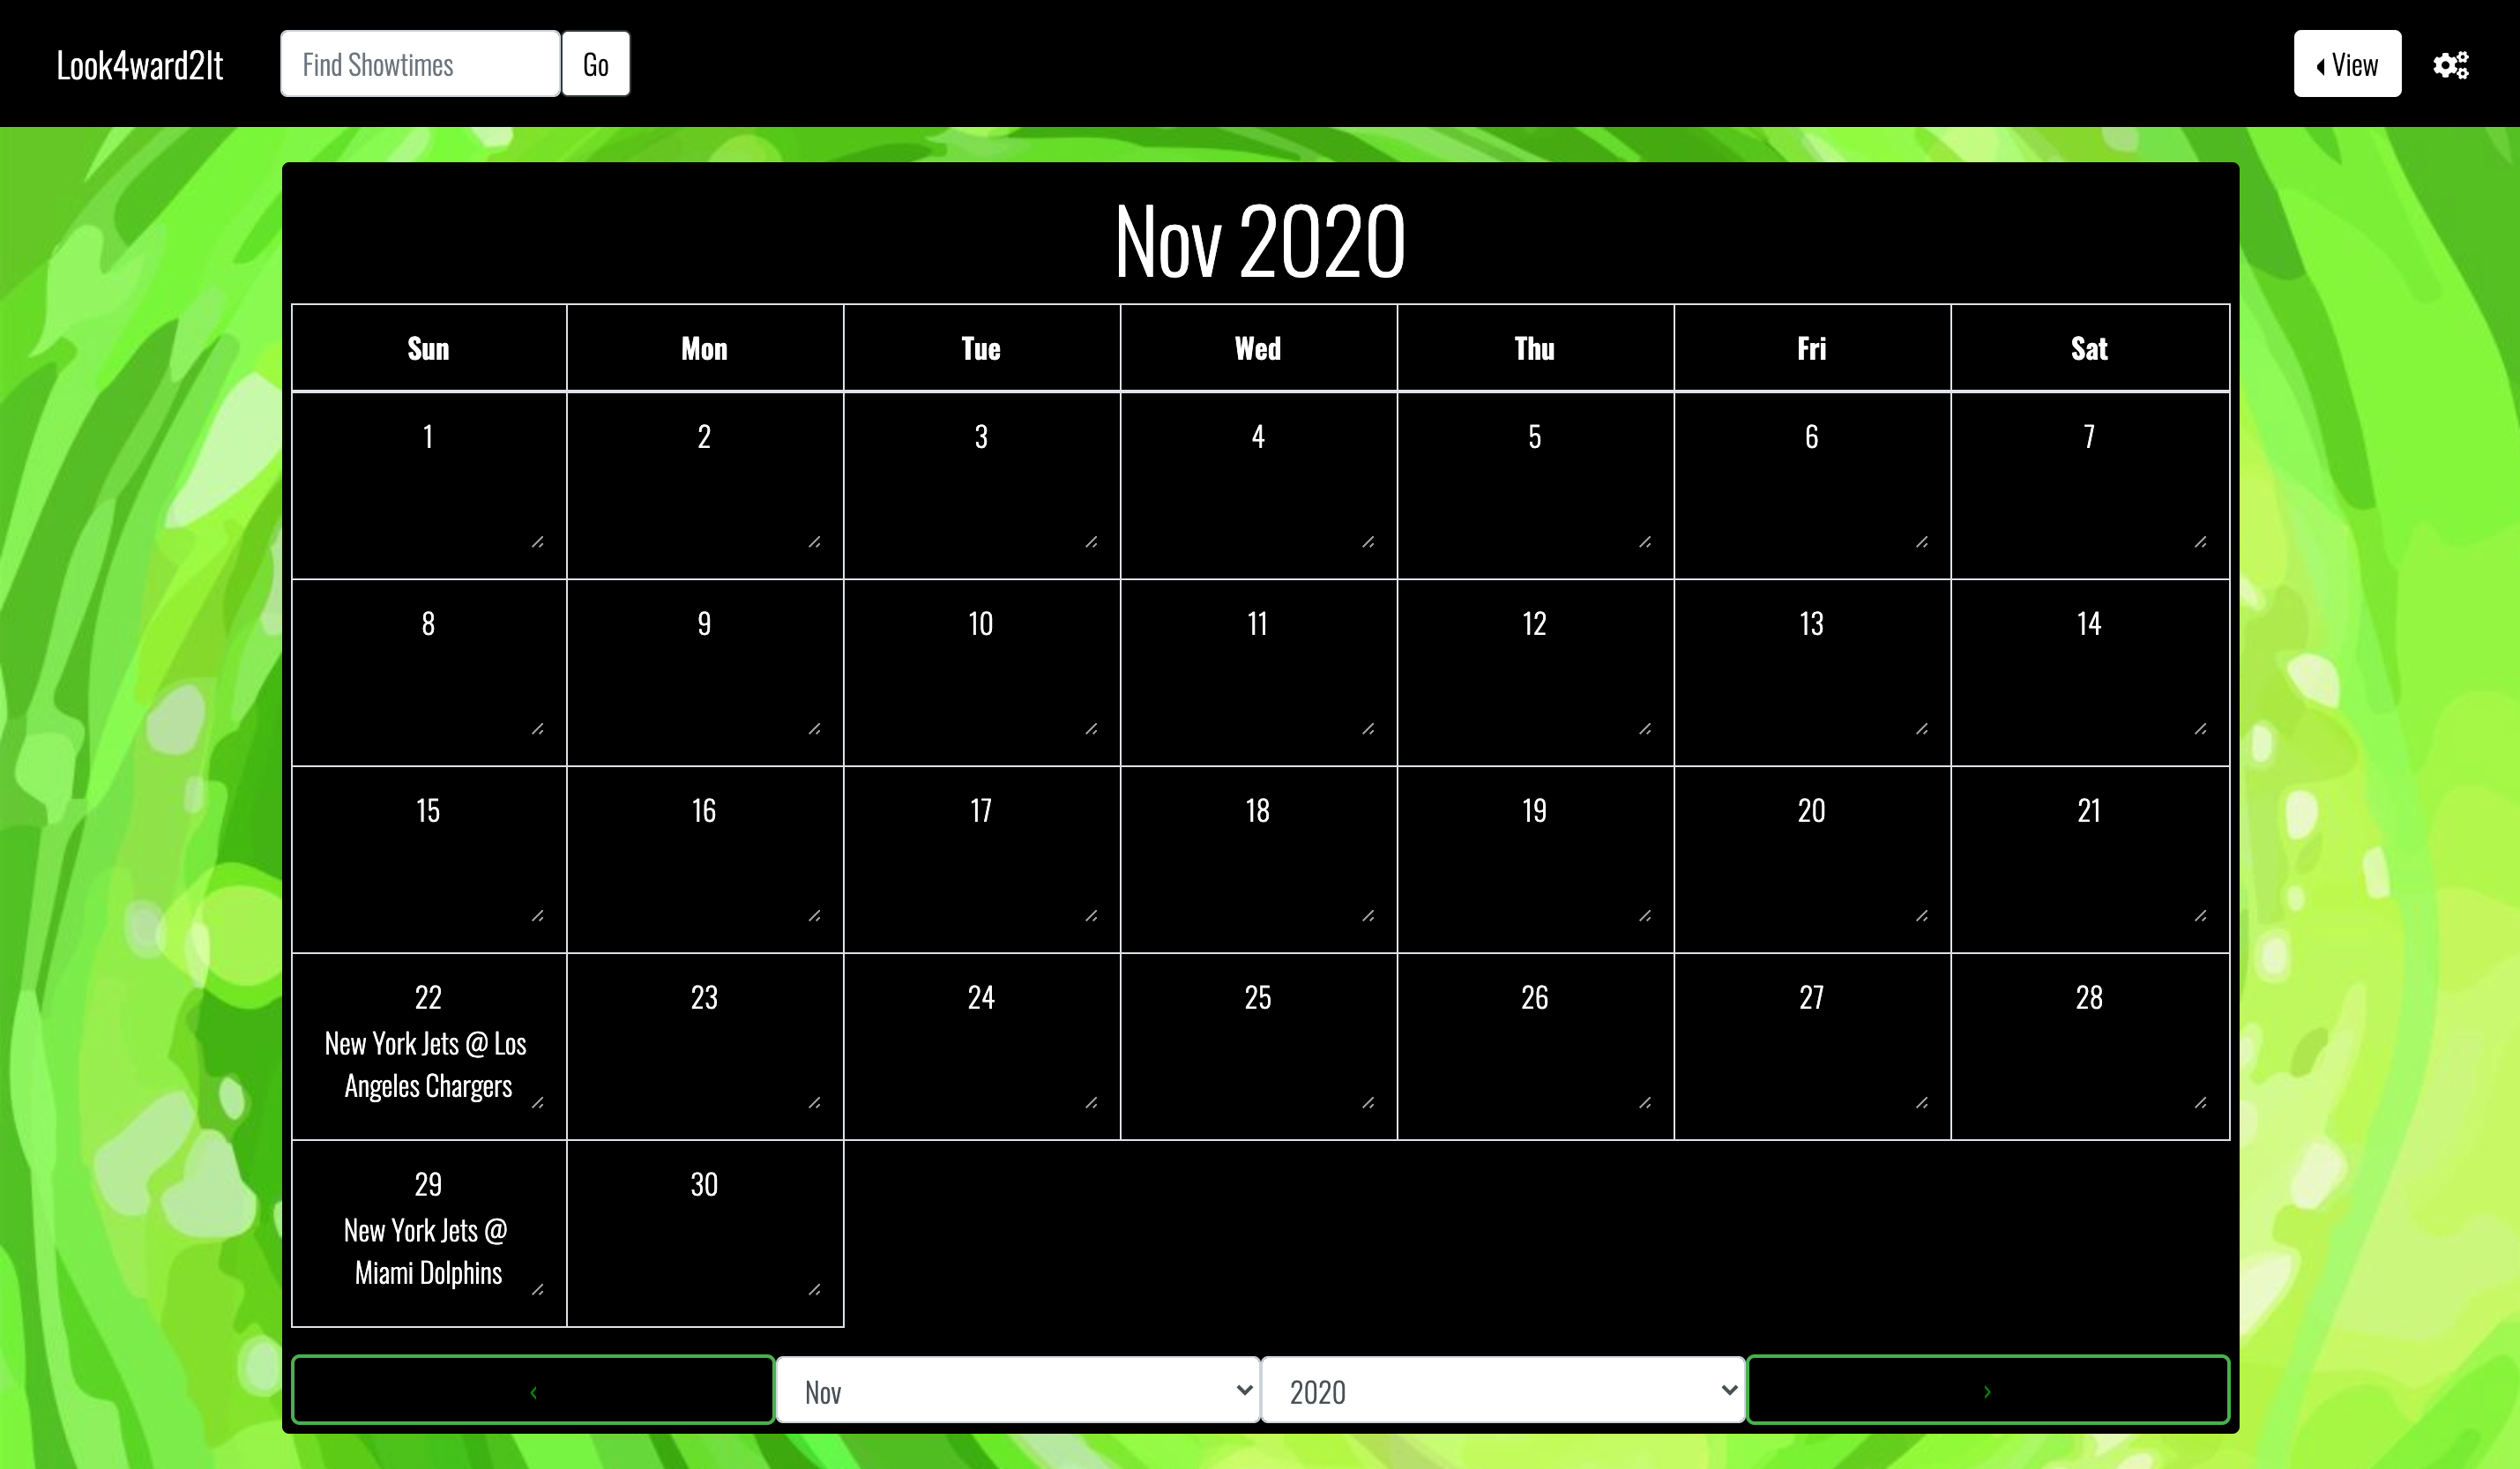 Look4ward2It
Find Showtimes
Go
View
Nov 2020
Sun Mon Tue Wed Thu Fri Sat
1 2 3 4 5 6 7
8 9 10 11 12 13 14
15 16 17 18 19 20 21
22 23 24 25 26 27 28
New York Jets @ Los
Angeles Chargers
29 30
New York Jets @
Miami Dolphins
‹ Nov 2020 ›